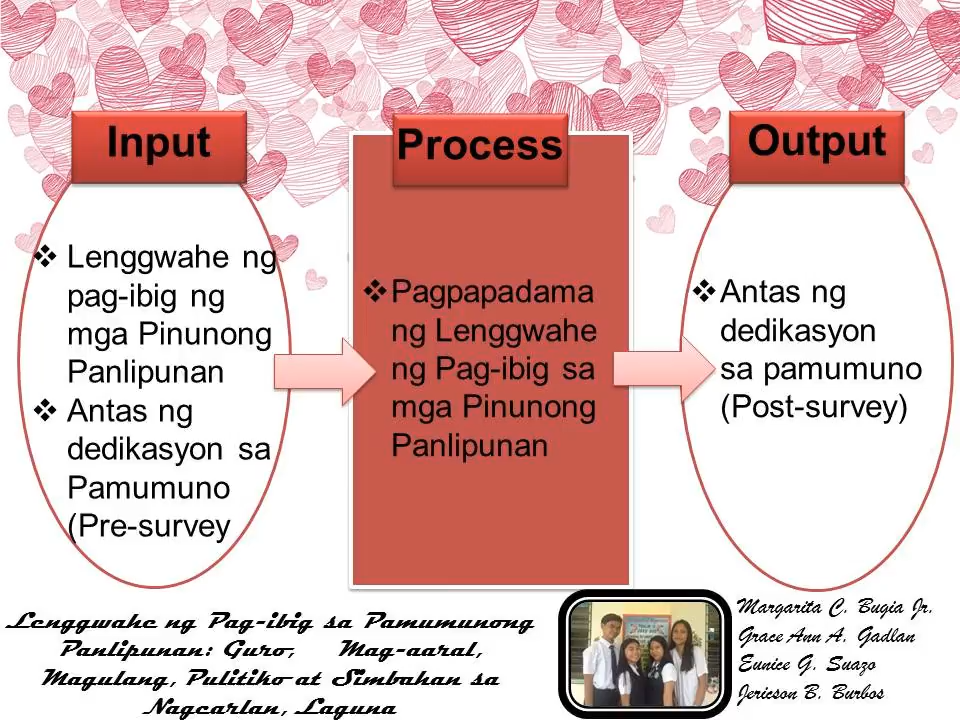 Input
Process
Output
❖ Lenggwahe ng
pag-ibig ng
mga Pinunong
Panlipunan
❖ Antas ng
dedikasyon sa
Pamumuno
(Pre-survey
❖ Pagpapadama
ng Lenggwahe
ng Pag-ibig sa
mga Pinunong
Panlipunan
❖ Antas ng
dedikasyon
sa pamumuno
(Post-survey)
Lenggwahe ng Pag-ibig sa Pamumunong
Panlipunan: Guro, Mag-aaral,
Magulang, Pulitiko at Simbahan sa
Nagcarlan, Laguna
Margarita C. Bugia Jr.
Grace Ann A. Gadlan
Eunice G. Suazo
Jericson B. Burbos